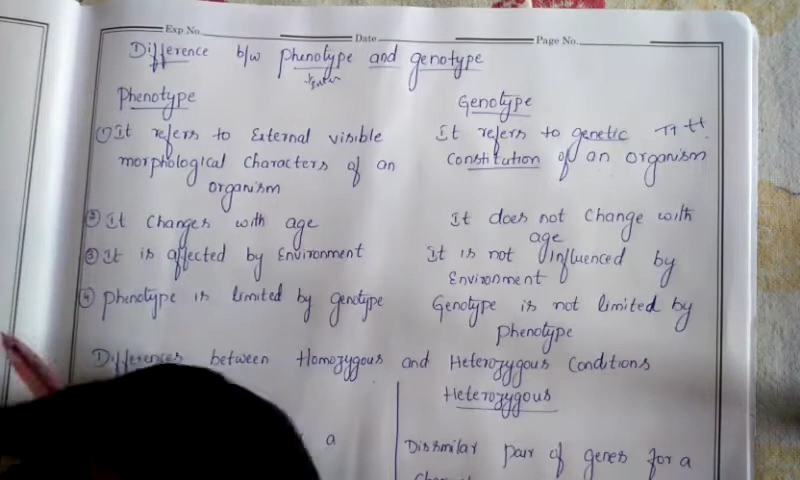 Exp No.
Date
Page No.
Difference b/w phenotype and genotype
Phenotype
Genotype
① It refers to External visible
morphological characters of an
organism
It refers to genetic TT tt
constitution of an organism
② It changes with age
It does not change with
age
③ It is affected by Environment
It is not influenced by
Environment
④ Phenotype is limited by genotype
Genotype is not limited by
Phenotype
Differences between Homozygous and Heterozygous Conditions
Heterozygous
a
Dissimilar pair of genes for a